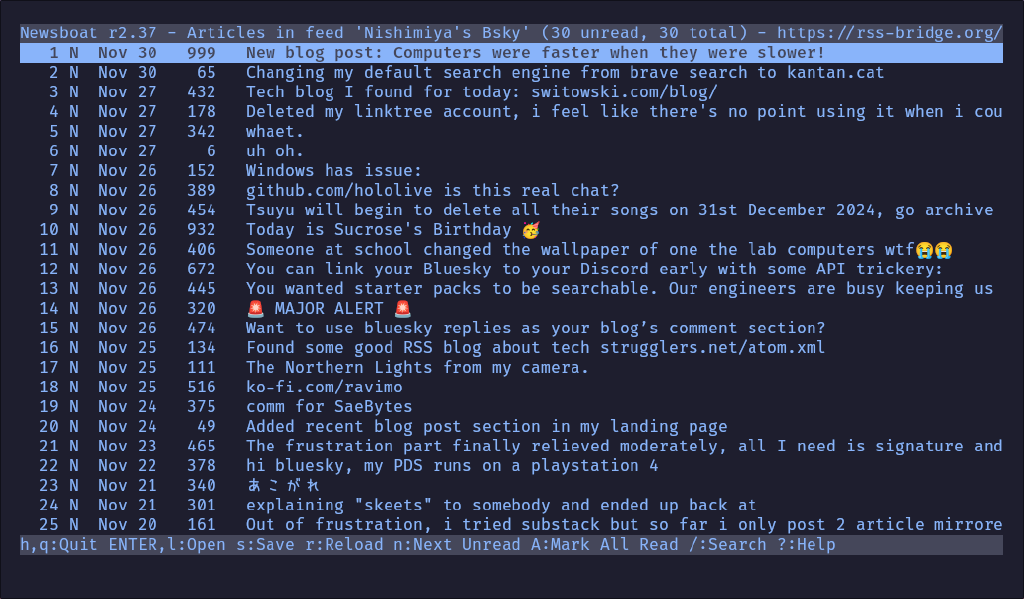 Newsboat r2.37 - Articles in feed 'Nishimiya's Bsky' (30 unread, 30 total) - https://rss-bridge.org/
1 N Nov 30 999 New blog post: Computers were faster when they were slower!
2 N Nov 30 65 Changing my default search engine from brave search to kantan.cat
3 N Nov 27 432 Tech blog I found for today: switowski.com/blog/
4 N Nov 27 178 Deleted my linktree account, i feel like there's no point using it when i cou
5 N Nov 27 342 whaet.
6 N Nov 27 6 uh oh.
7 N Nov 26 152 Windows has issue:
8 N Nov 26 389 github.com/hololive is this real chat?
9 N Nov 26 454 Tsuyu will begin to delete all their songs on 31st December 2024, go archive
10 N Nov 26 932 Today is Sucrose's Birthday 🥳
11 N Nov 26 406 Someone at school changed the wallpaper of one the lab computers wtf😭😭
12 N Nov 26 672 You can link your Bluesky to your Discord early with some API trickery:
13 N Nov 26 445 You wanted starter packs to be searchable. Our engineers are busy keeping us
14 N Nov 26 320 🚨 MAJOR ALERT 🚨
15 N Nov 26 474 Want to use bluesky replies as your blog’s comment section?
16 N Nov 25 134 Found some good RSS blog about tech strugglers.net/atom.xml
17 N Nov 25 111 The Northern Lights from my camera.
18 N Nov 25 516 ko-fi.com/ravimo
19 N Nov 24 375 comm for SaeBytes
20 N Nov 24 49 Added recent blog post section in my landing page
21 N Nov 23 465 The frustration part finally relieved moderately, all I need is signature and
22 N Nov 22 378 hi bluesky, my PDS runs on a playstation 4
23 N Nov 21 340 あこがれ
24 N Nov 21 301 explaining "skeets" to somebody and ended up back at
25 N Nov 20 161 Out of frustration, i tried substack but so far i only post 2 article mirrore
h,q:Quit ENTER,l:Open s:Save r:Reload n:Next Unread A:Mark All Read /:Search ?:Help